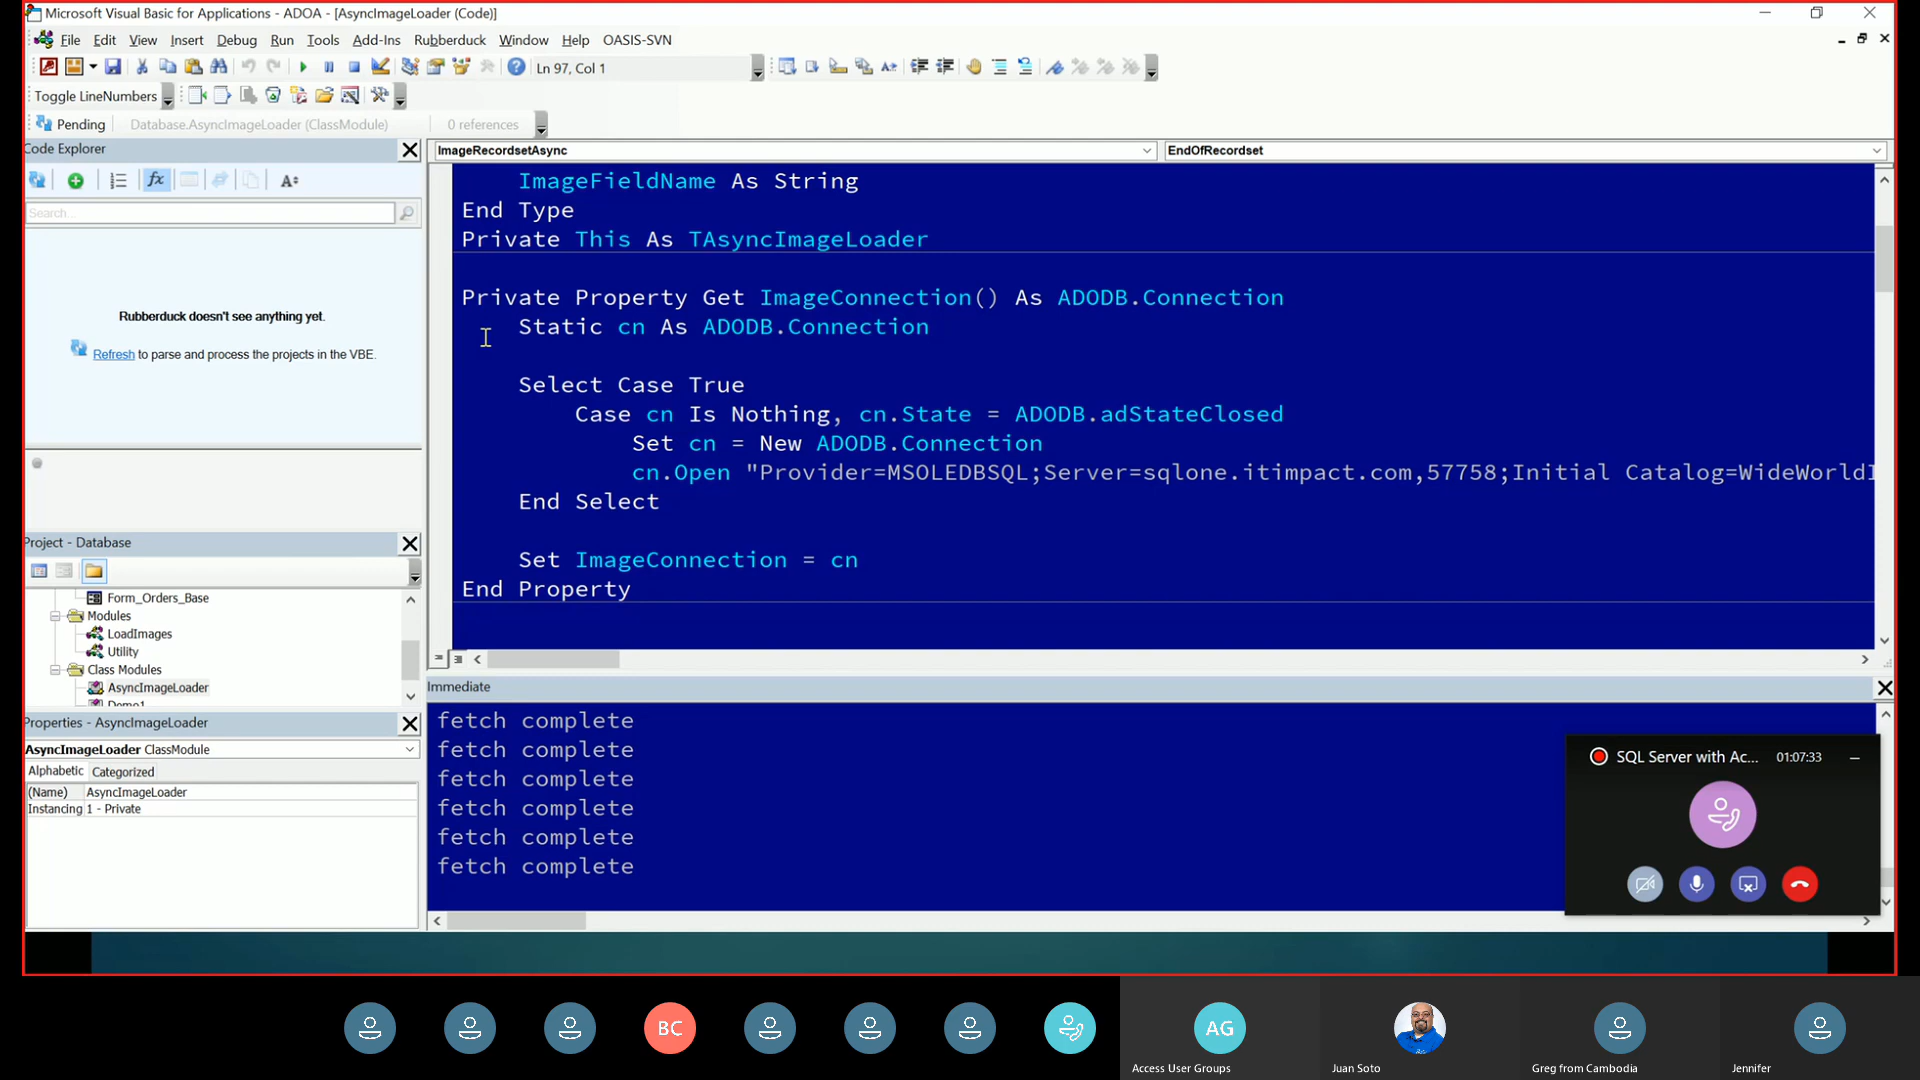 Microsoft Visual Basic for Applications - ADOA - [AsyncImageLoader (Code)]
File Edit View Insert Debug Run Tools Add-Ins Rubberduck Window Help OASIS-SVN
Ln 97, Col 1
Toggle LineNumbers
Pending Database.AsyncImageLoader (ClassModule) 0 references
Code Explorer
Search...
Rubberduck doesn't see anything yet.
Refresh to parse and process the projects in the VBE.
Project - Database
Form_Orders_Base
Modules
LoadImages
Utility
Class Modules
AsyncImageLoader
Demo1
Properties - AsyncImageLoader
AsyncImageLoader ClassModule
Alphabetic Categorized
(Name) AsyncImageLoader
Instancing 1 - Private
ImageRecordsetAsync EndOfRecordset
ImageFieldName As String
End Type
Private This As TAsyncImageLoader
Private Property Get ImageConnection() As ADODB.Connection
Static cn As ADODB.Connection
Select Case True
Case cn Is Nothing, cn.State = ADODB.adStateClosed
Set cn = New ADODB.Connection
cn.Open "Provider=MSOLEDBSQL;Server=sqlone.itimpact.com,57758;Initial Catalog=WideWorldI
End Select
Set ImageConnection = cn
End Property
Immediate
fetch complete
fetch complete
fetch complete
fetch complete
fetch complete
fetch complete
SQL Server with Ac... 01:07:33
BC
AG
Access User Groups
Juan Soto
Greg from Cambodia
Jennifer